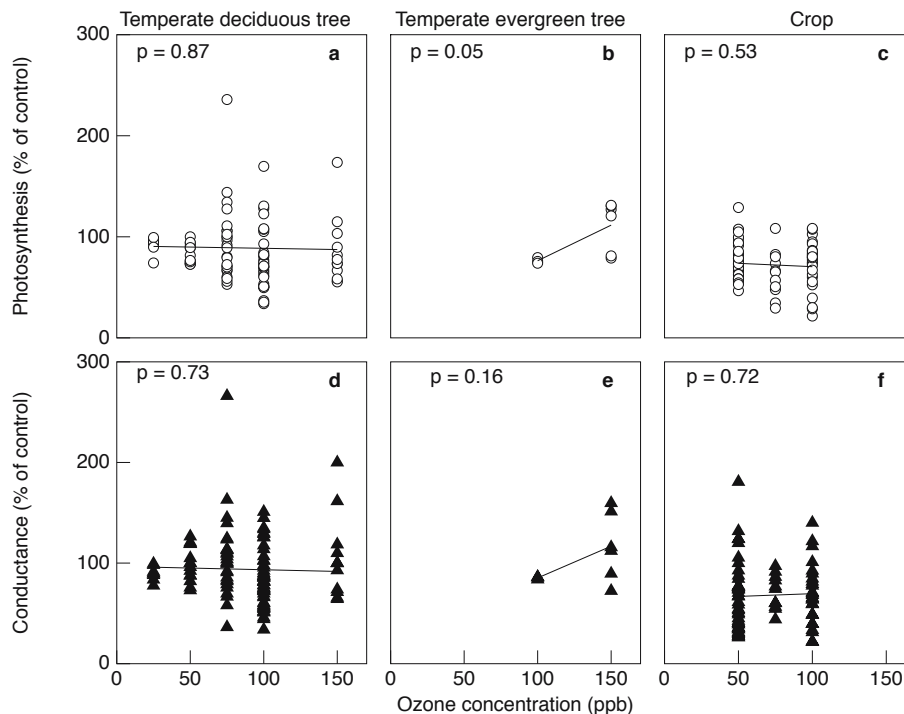 Temperate deciduous tree Temperate evergreen tree Crop
300
p = 0.87 a p = 0.05 b p = 0.53 c
200
100
0
Photosynthesis (% of control)
300
p = 0.73 d p = 0.16 e p = 0.72 f
200
100
0
Conductance (% of control)
0 50 100 150 0 50 100 150 0 50 100 150
Ozone concentration (ppb)